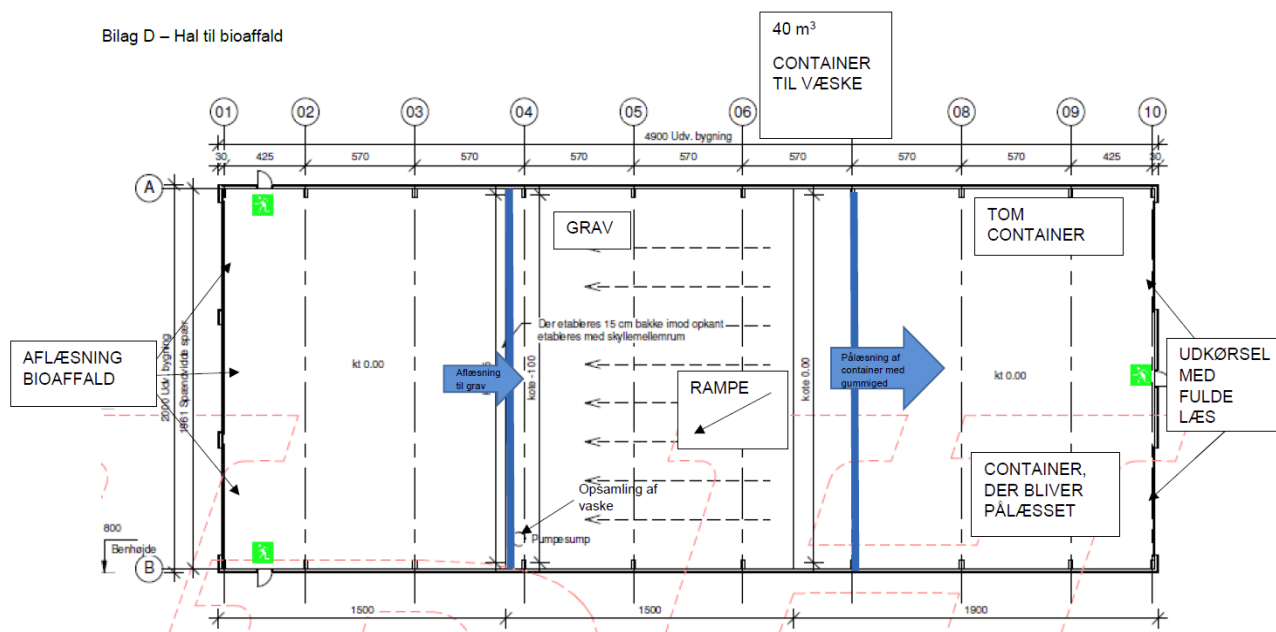 Bilag D – Hal til bioaffald
40 m³
CONTAINER
TIL VÆSKE
01 02 03 04 05 06 08 09 10
4900 Udv. bygning
30 425 570 570 570 570 570 570 570 425 30
A
GRAV
TOM
CONTAINER
Der etableres 15 cm bakke imod opkant
etableres med skyllemellemrum
AFLÆSNING
BIOAFFALD
2000 Udv bygning
1961 Spændvidde spær
kt 0.00
Aflæsning
til grav
kote -100
RAMPE
kote 0.00
Pålæsning af
container med
gummiged
kt 0.00
UDKØRSEL
MED
FULDE
LÆS
CONTAINER,
DER BLIVER
PÅLÆSSET
Opsamling af
vaske
Pumpesump
800
Benhøjde
B
1500 1500 1900